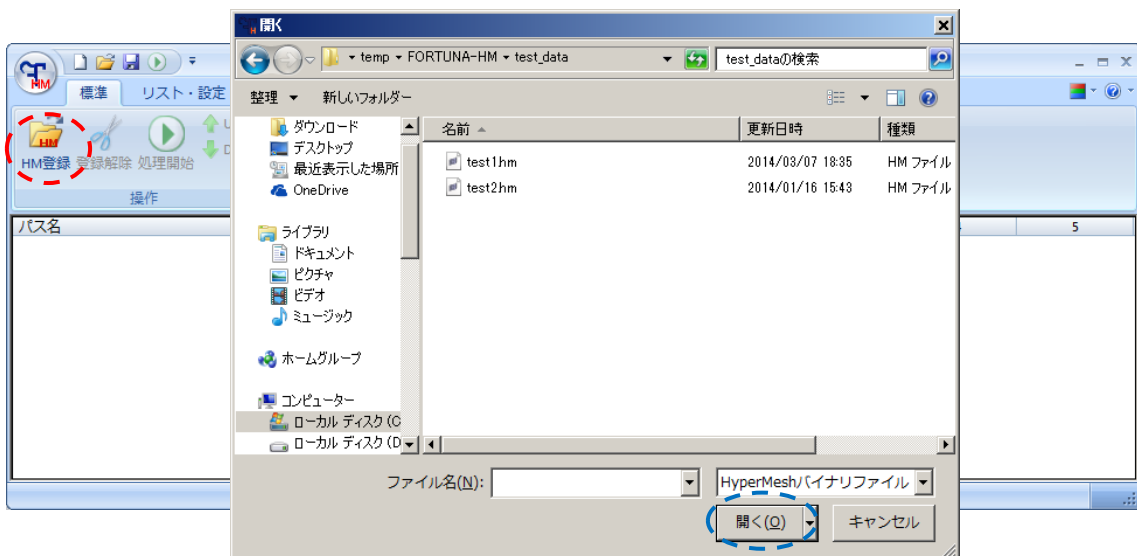 開く
temp ▾ FORTUNA-HM ▾ test_data
test_dataの検索
HM
標準
リスト・設定
整理
新しいフォルダー
HM
HM登録
登録解除
処理開始
操作
パス名
5
ダウンロード
デスクトップ
最近表示した場所
OneDrive
ライブラリ
ドキュメント
ピクチャ
ビデオ
ミュージック
ホームグループ
コンピューター
ローカル ディスク (C
ローカル ディスク (D
名前
更新日時
種類
test1.hm
2014/03/07 18:35
HM ファイル
test2.hm
2014/01/16 15:43
HM ファイル
ファイル名(N):
HyperMeshバイナリファイル
開く(O)
キャンセル